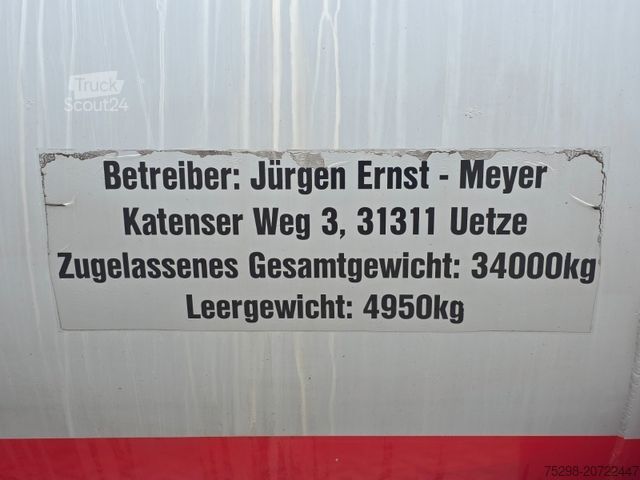 Truck
Scout24
Betreiber: Jürgen Ernst - Meyer
Katenser Weg 3, 31311 Uetze
Zugelassenes Gesamtgewicht: 34000kg
Leergewicht: 4950kg
75298-20722447